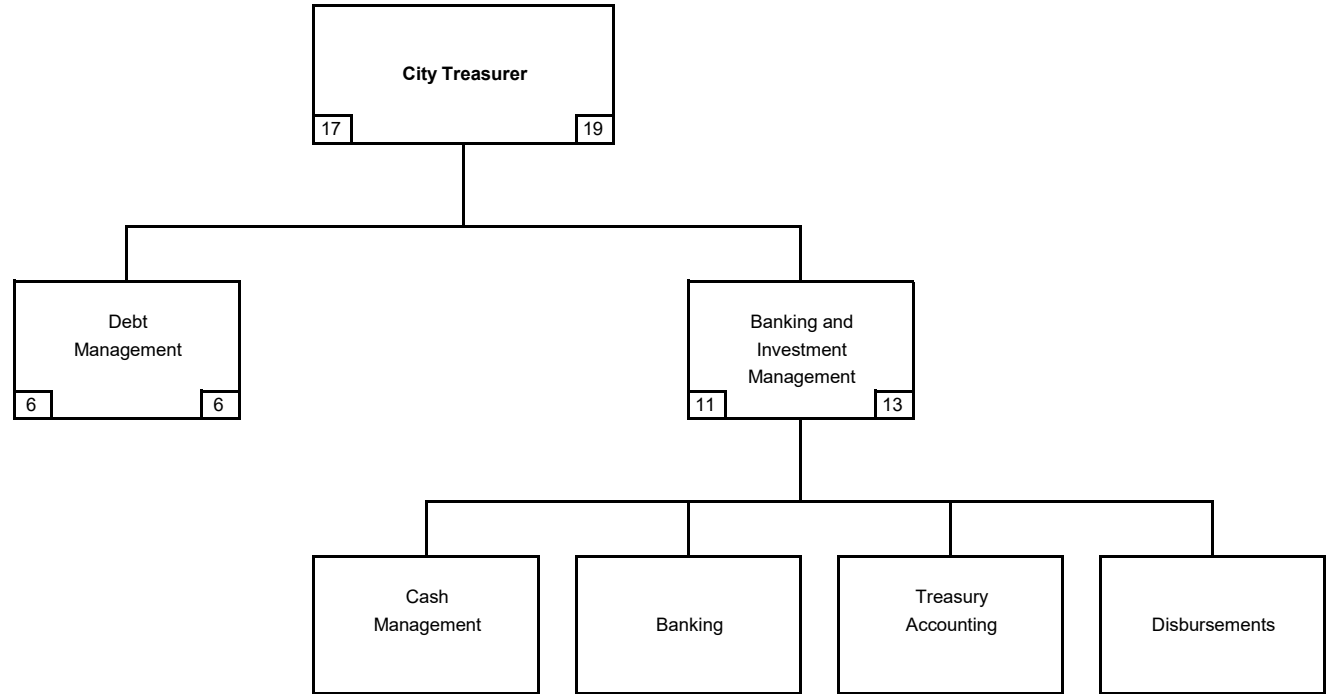 City Treasurer
17
19
Debt
Management
6
6
Banking and
Investment
Management
11
13
Cash
Management
Banking
Treasury
Accounting
Disbursements